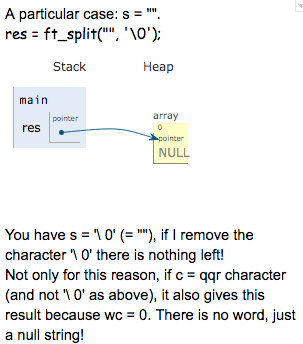 A particular case: s = "".
res = ft_split("", '\0');
Stack Heap
main
res pointer
array
0
pointer
NULL
You have s = '\ 0' (= ""), if I remove the
character '\ 0' there is nothing left!
Not only for this reason, if c = qqr character
(and not '\ 0' as above), it also gives this
result because wc = 0. There is no word, just
a null string!